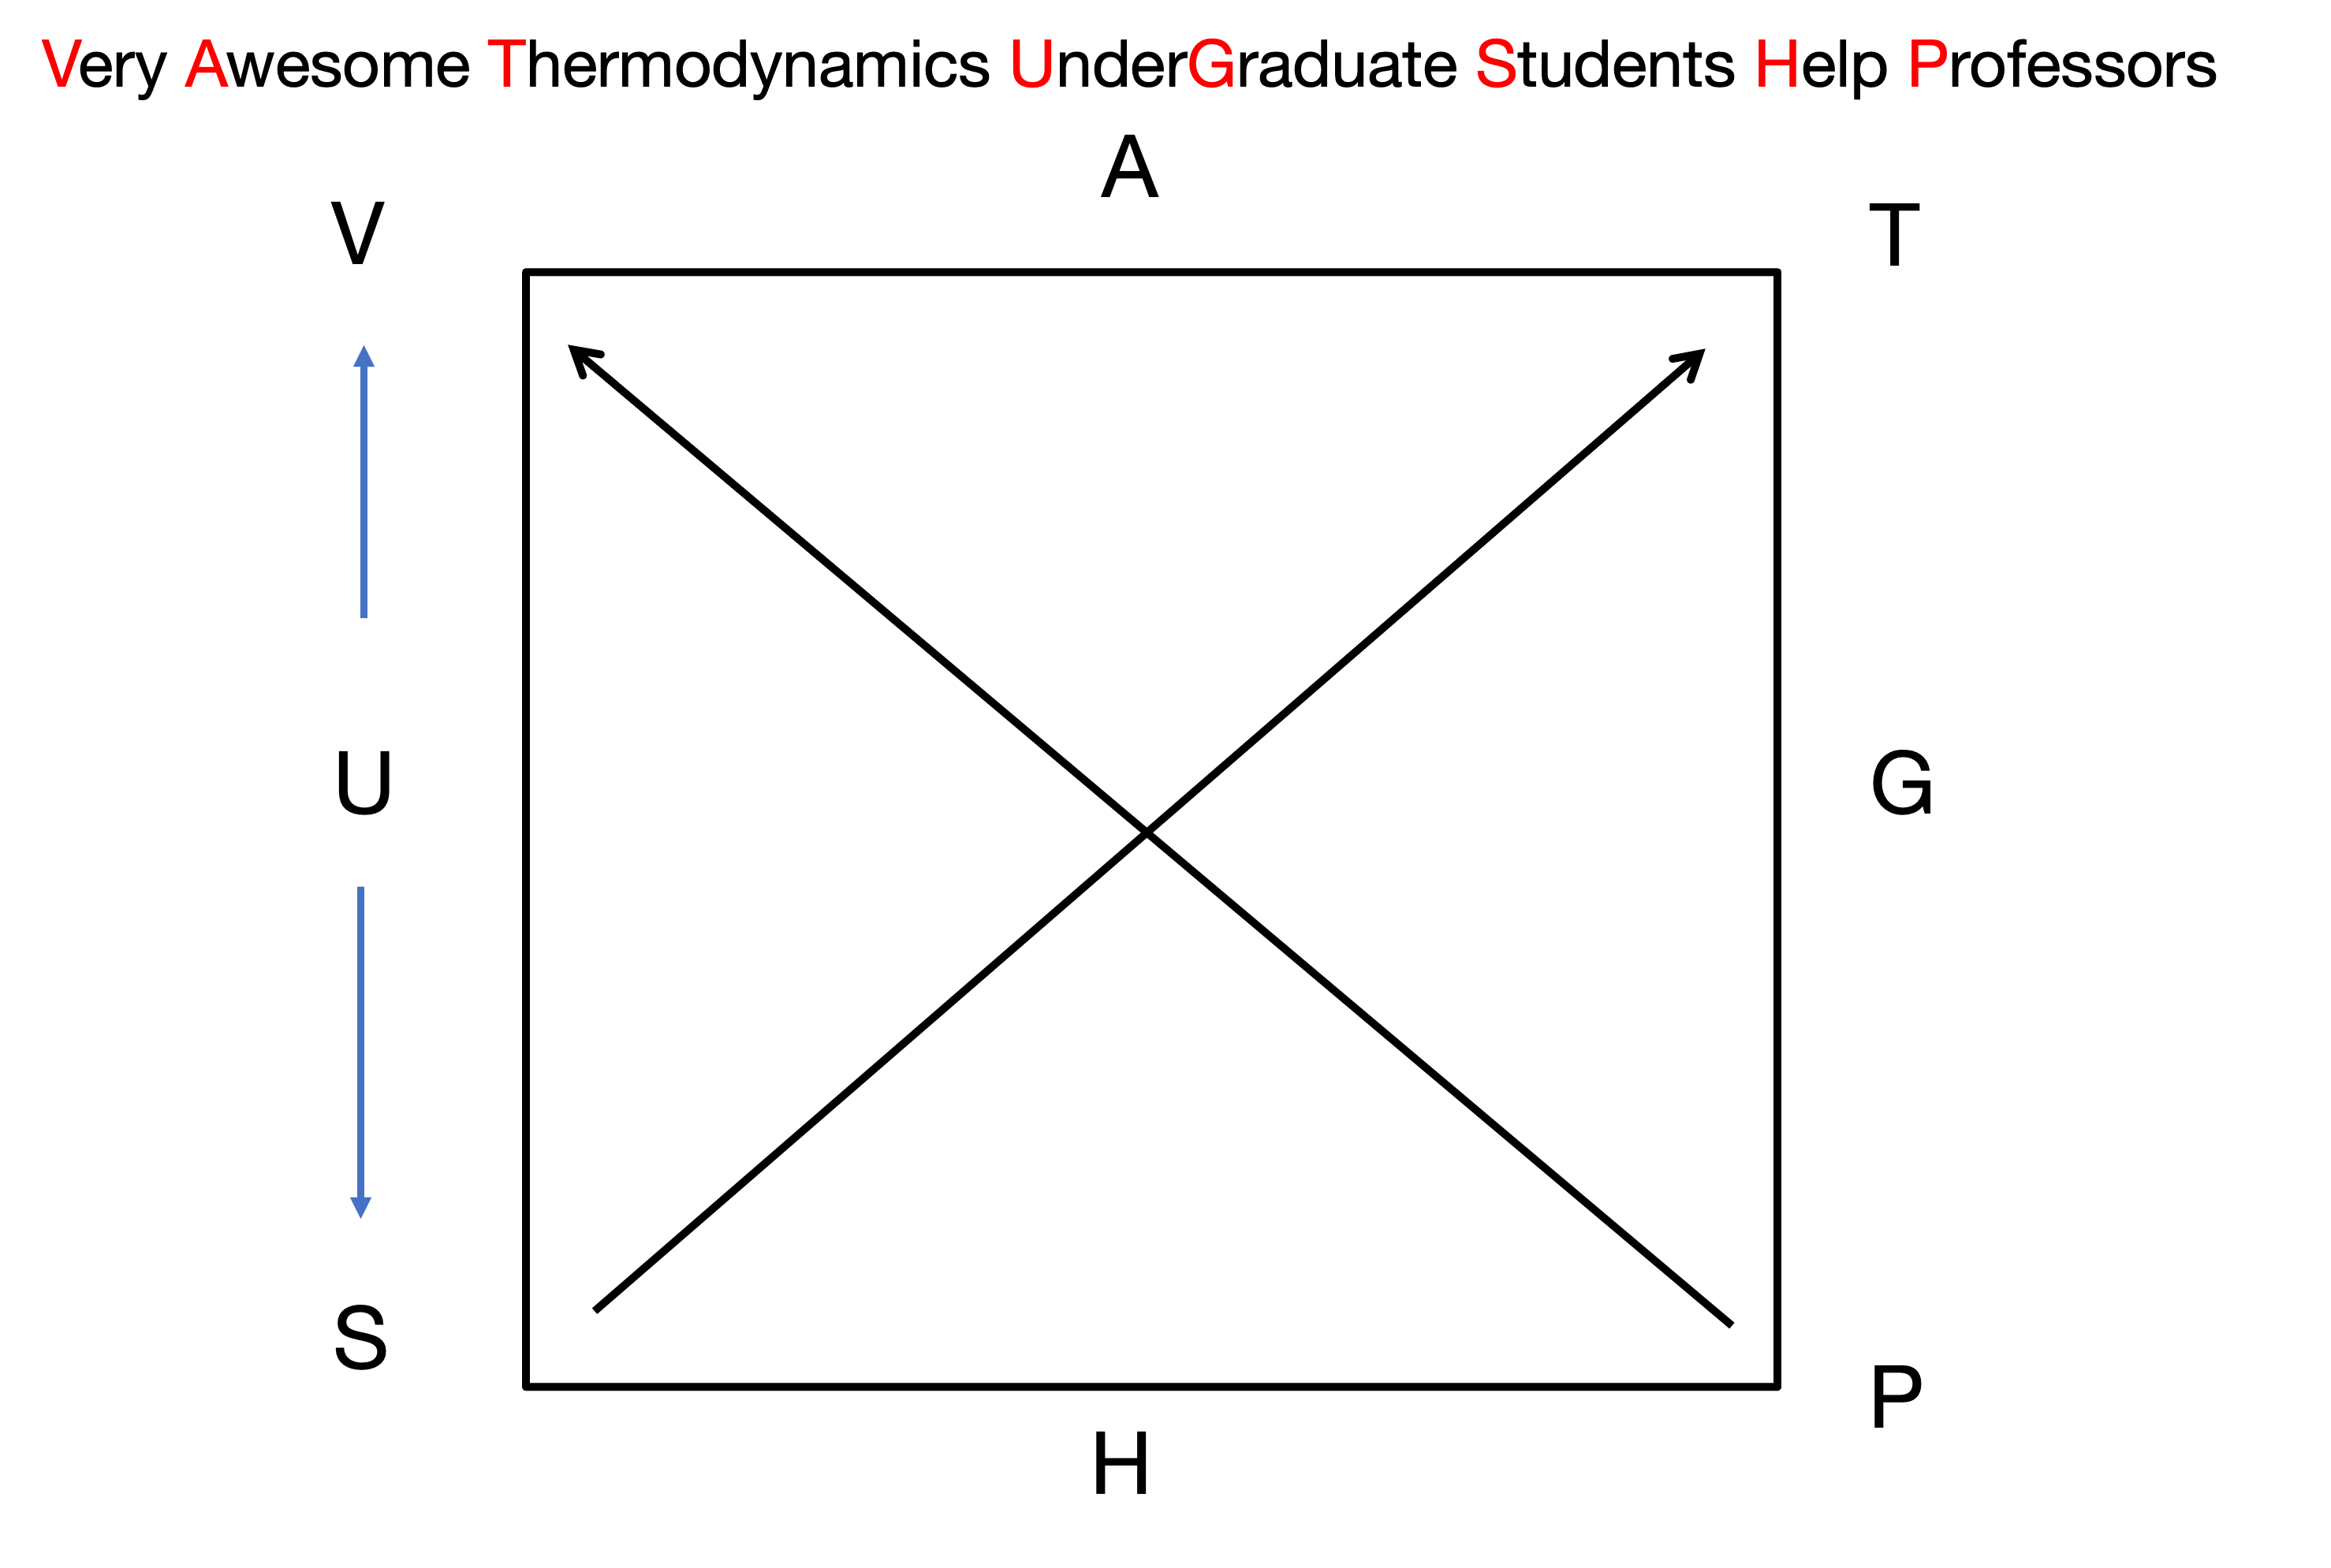 Very Awesome Thermodynamics UnderGraduate Students Help Professors
A
V
T
U
G
S
P
H